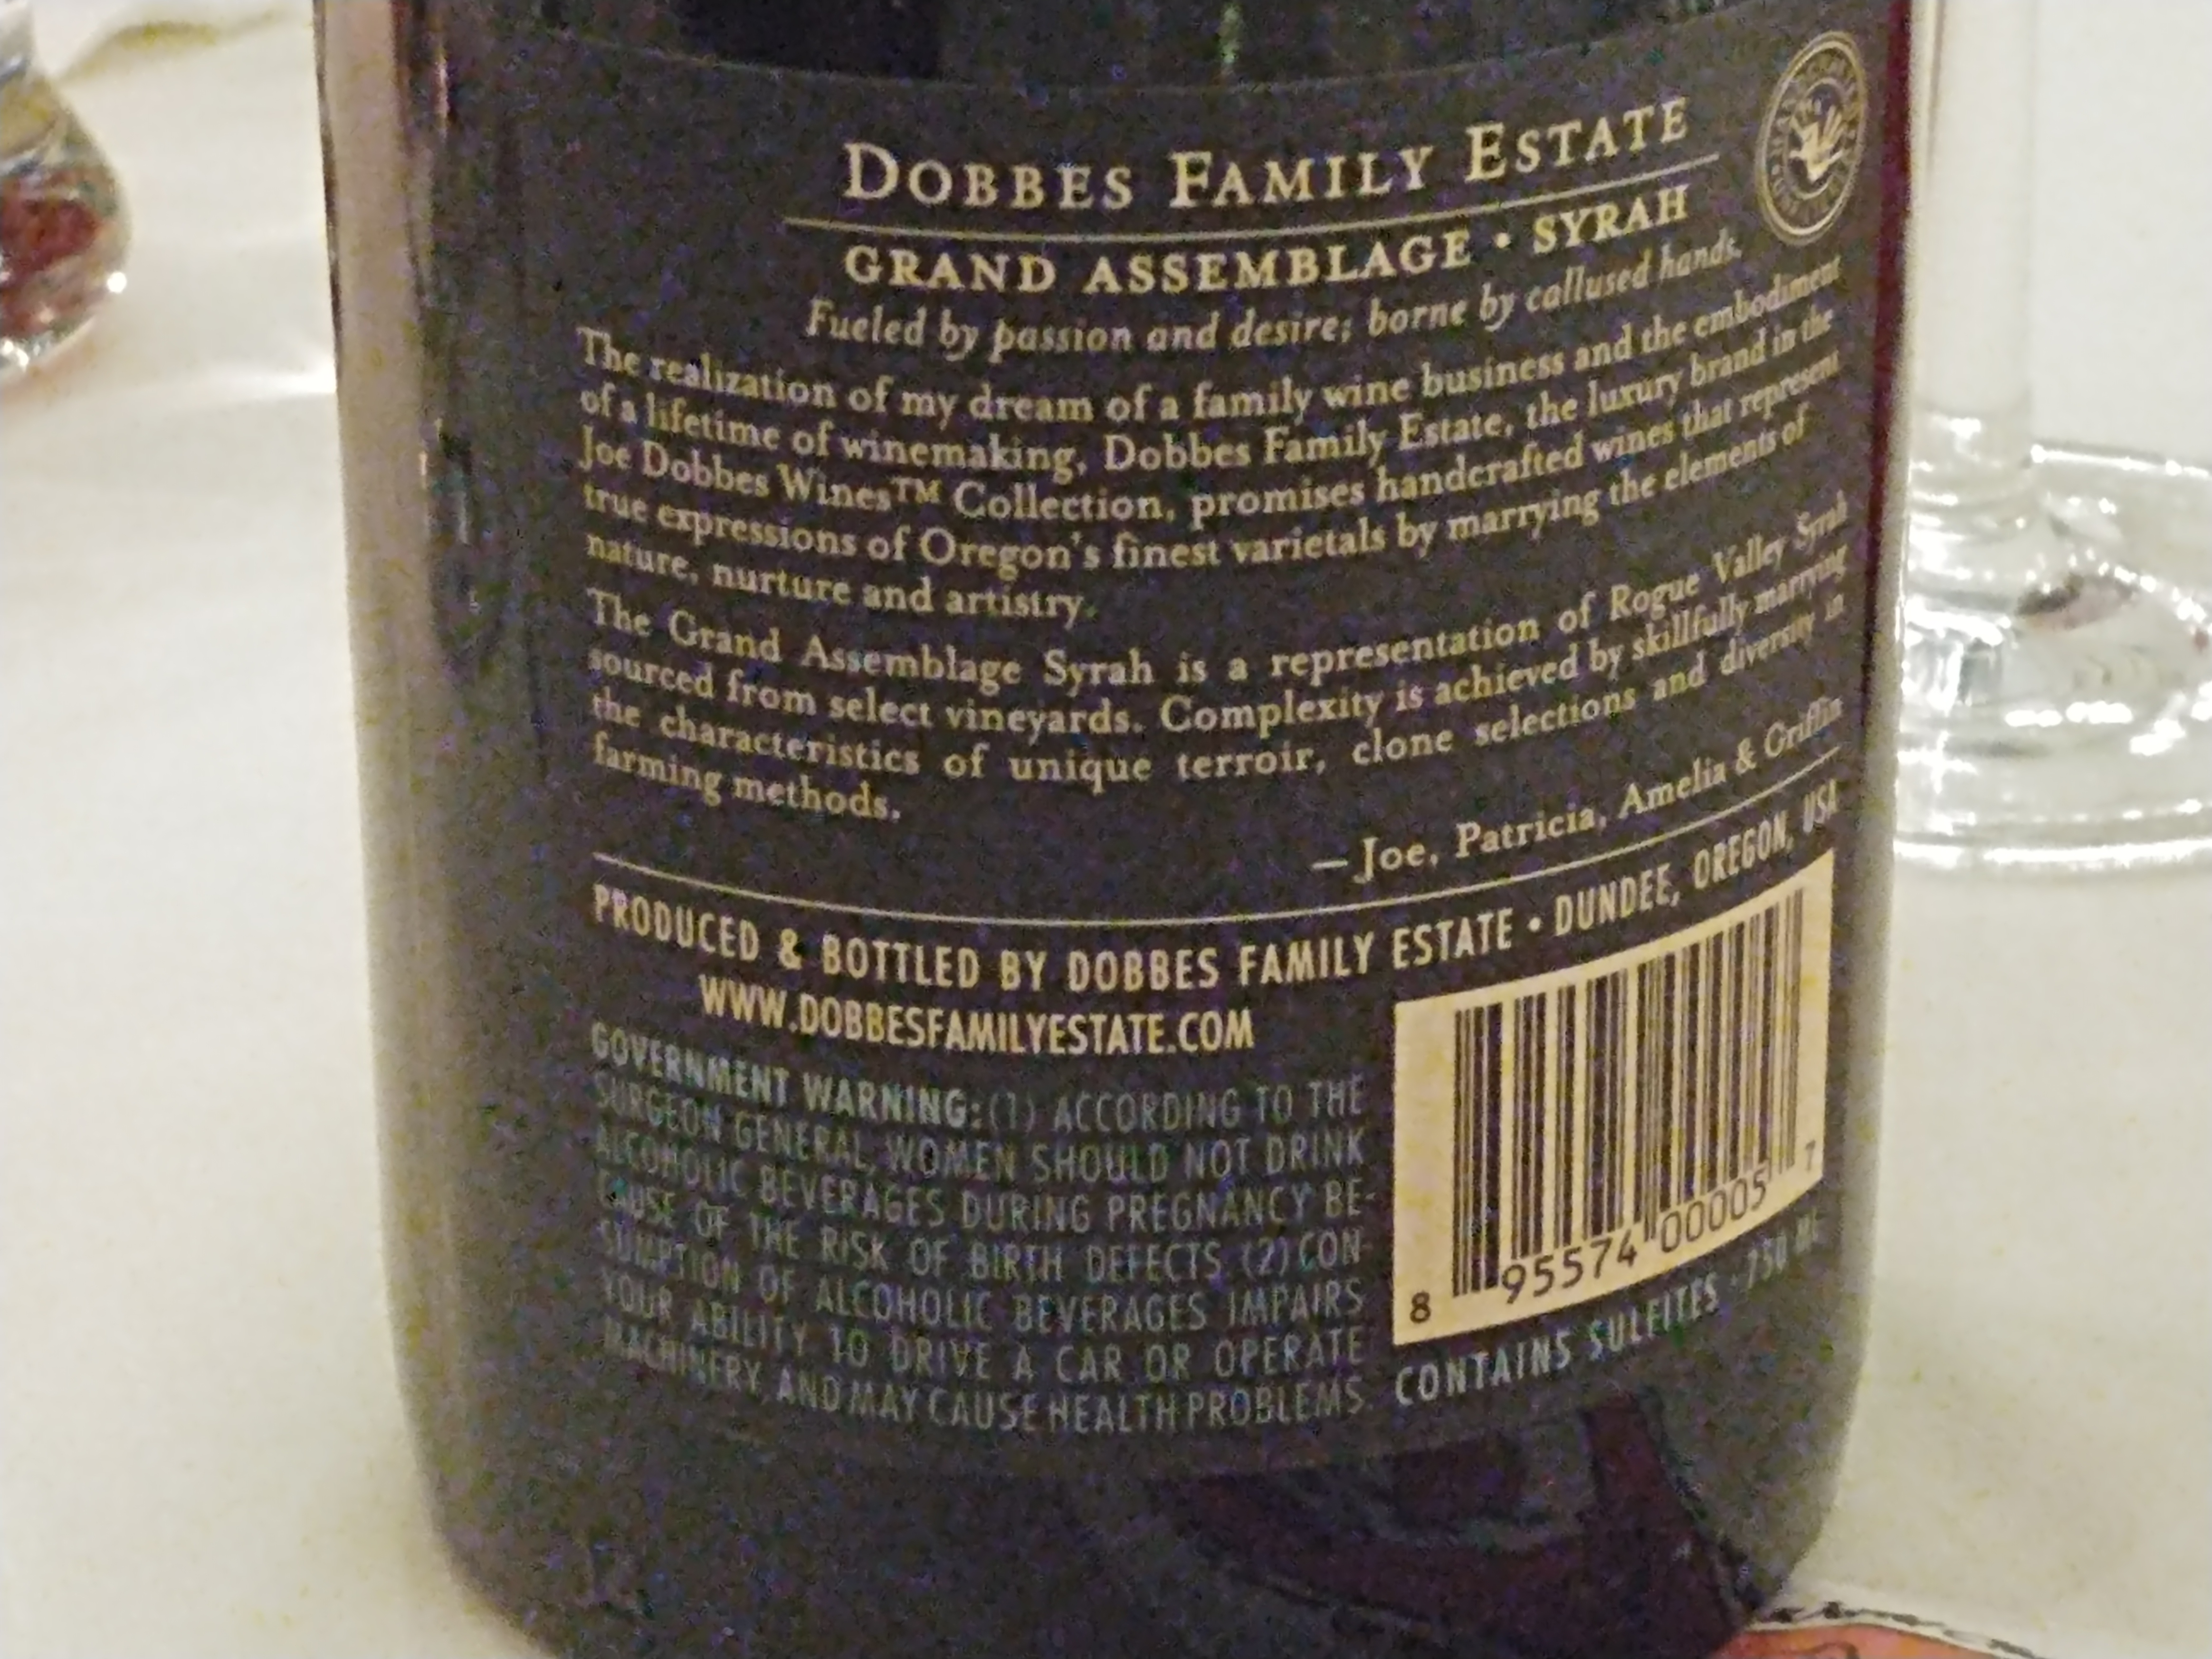 DOBBES FAMILY ESTATE
GRAND ASSEMBLAGE • SYRAH
Fueled by passion and desire; borne by callused hands.
The realization of my dream of a family wine business and the embodiment
of a lifetime of winemaking, Dobbes Family Estate, the luxury brand in the
Joe Dobbes Wines™ Collection, promises handcrafted wines that represent
true expressions of Oregon's finest varietals by marrying the elements of
nature, nurture and artistry.
The Grand Assemblage Syrah is a representation of Rogue Valley Syrah
sourced from select vineyards. Complexity is achieved by skillfully marrying
the characteristics of unique terroir, clone selections and diversity in
farming methods.
—Joe, Patricia, Amelia & Griffin
PRODUCED & BOTTLED BY DOBBES FAMILY ESTATE • DUNDEE, OREGON, USA
WWW.DOBBESFAMILYESTATE.COM
GOVERNMENT WARNING: (1) ACCORDING TO THE
SURGEON GENERAL, WOMEN SHOULD NOT DRINK
ALCOHOLIC BEVERAGES DURING PREGNANCY BE-
CAUSE OF THE RISK OF BIRTH DEFECTS (2) CON-
SUMPTION OF ALCOHOLIC BEVERAGES IMPAIRS
YOUR ABILITY TO DRIVE A CAR OR OPERATE
MACHINERY, AND MAY CAUSE HEALTH PROBLEMS.
8 95574 00005 7
CONTAINS SULFITES • 750 ML